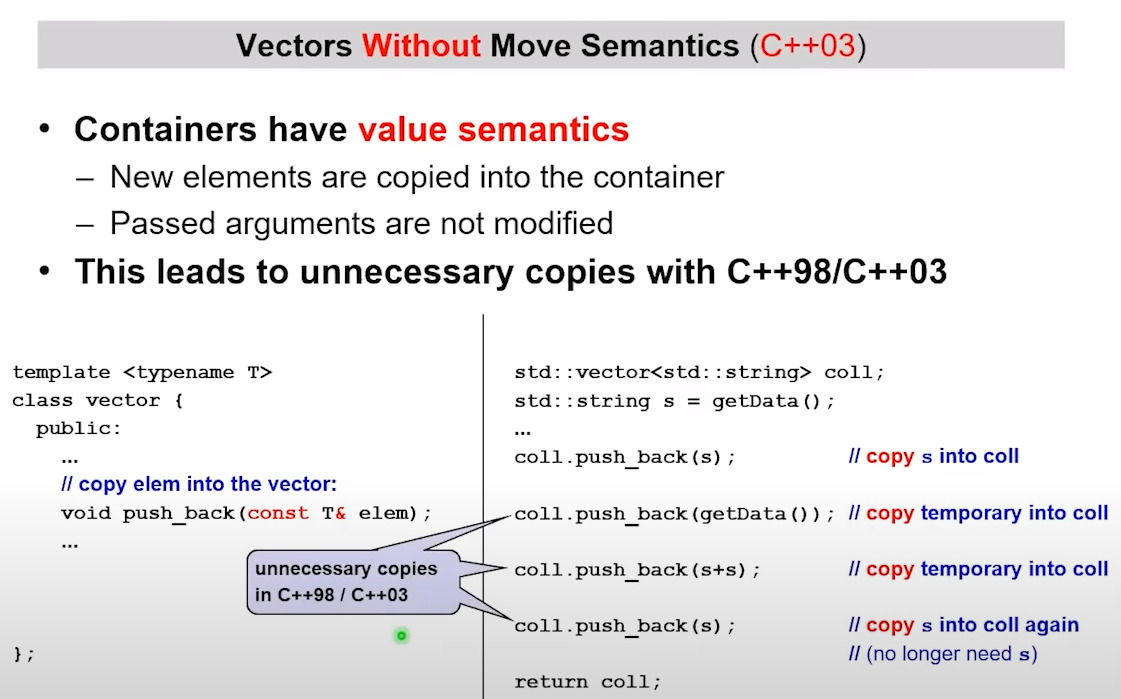 Vectors Without Move Semantics (C++03)
• Containers have value semantics
– New elements are copied into the container
– Passed arguments are not modified
• This leads to unnecessary copies with C++98/C++03
template <typename T>
class vector {
public:
...
// copy elem into the vector:
void push_back(const T& elem);
...
unnecessary copies
in C++98 / C++03
};
std::vector<std::string> coll;
std::string s = getData();
...
coll.push_back(s); // copy s into coll
coll.push_back(getData()); // copy temporary into coll
coll.push_back(s+s); // copy temporary into coll
coll.push_back(s); // copy s into coll again
// (no longer need s)
return coll;